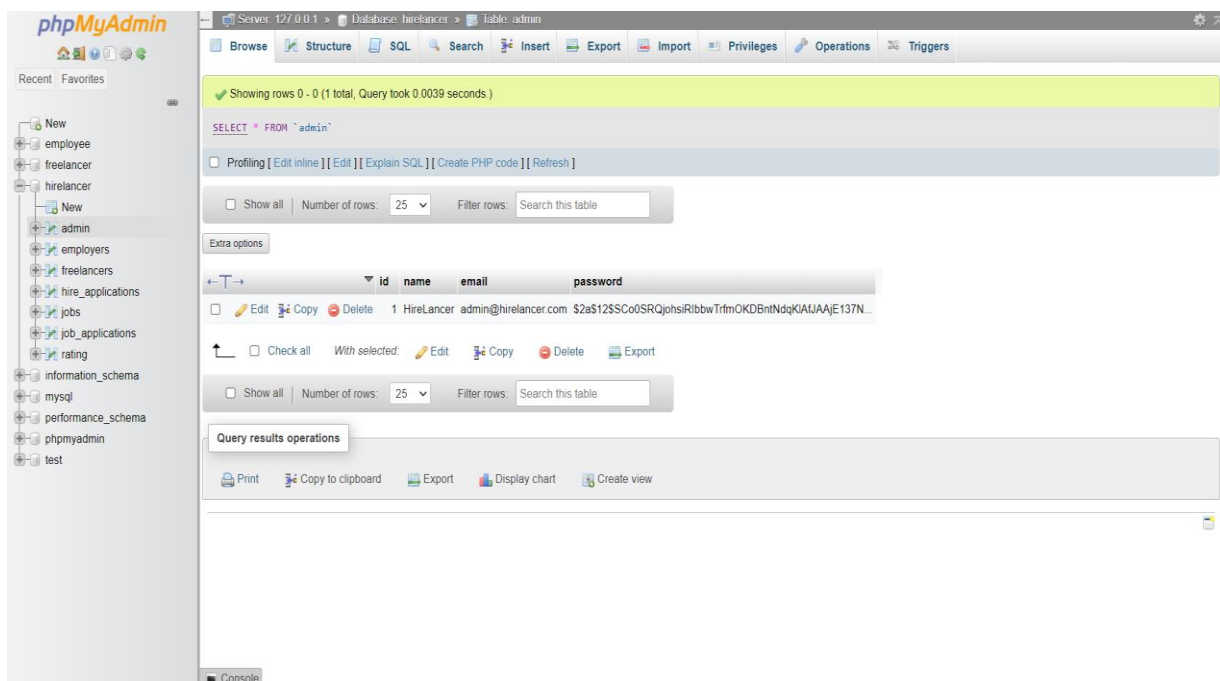 phpMyAdmin
Recent Favorites
New
employee
freelancer
hirelancer
New
admin
employers
freelancers
hire_applications
jobs
job_applications
rating
information_schema
mysql
performance_schema
phpmyadmin
test
Server: 127.0.0.1 » Database: hirelancer » Table: admin
Browse Structure SQL Search Insert Export Import Privileges Operations Triggers
Showing rows 0 - 0 (1 total, Query took 0.0039 seconds.)
SELECT * FROM `admin`
Profiling [ Edit inline ] [ Edit ] [ Explain SQL ] [ Create PHP code ] [ Refresh ]
Show all Number of rows: 25 Filter rows: Search this table
Extra options
id name email password
Edit Copy Delete 1 HireLancer admin@hirelancer.com
Check all With selected: Edit Copy Delete Export
Show all Number of rows: 25 Filter rows: Search this table
Query results operations
Print Copy to clipboard Export Display chart Create view
Console